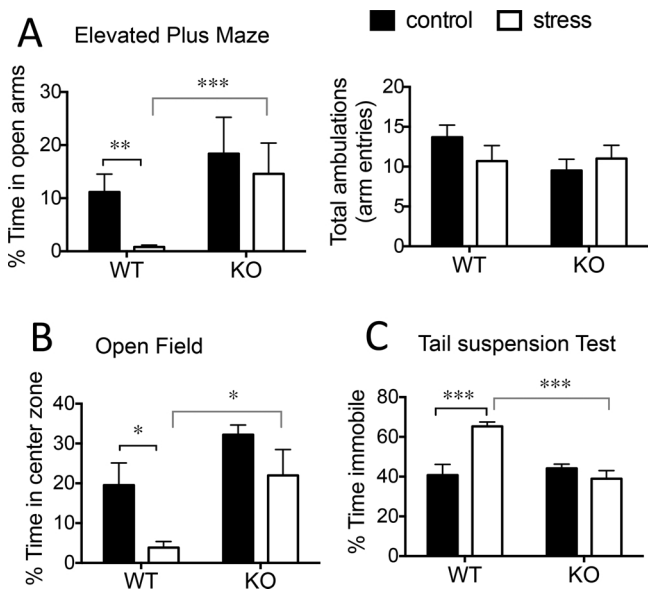 A Elevated Plus Maze
control stress
% Time in open arms
30
20
10
0
**
***
WT KO
Total ambulations
(arm entries)
20
15
10
5
0
WT KO
B Open Field
% Time in center zone
40
30
20
10
0
*
*
WT KO
C Tail suspension Test
% Time immobile
80
60
40
20
0
***
***
WT KO